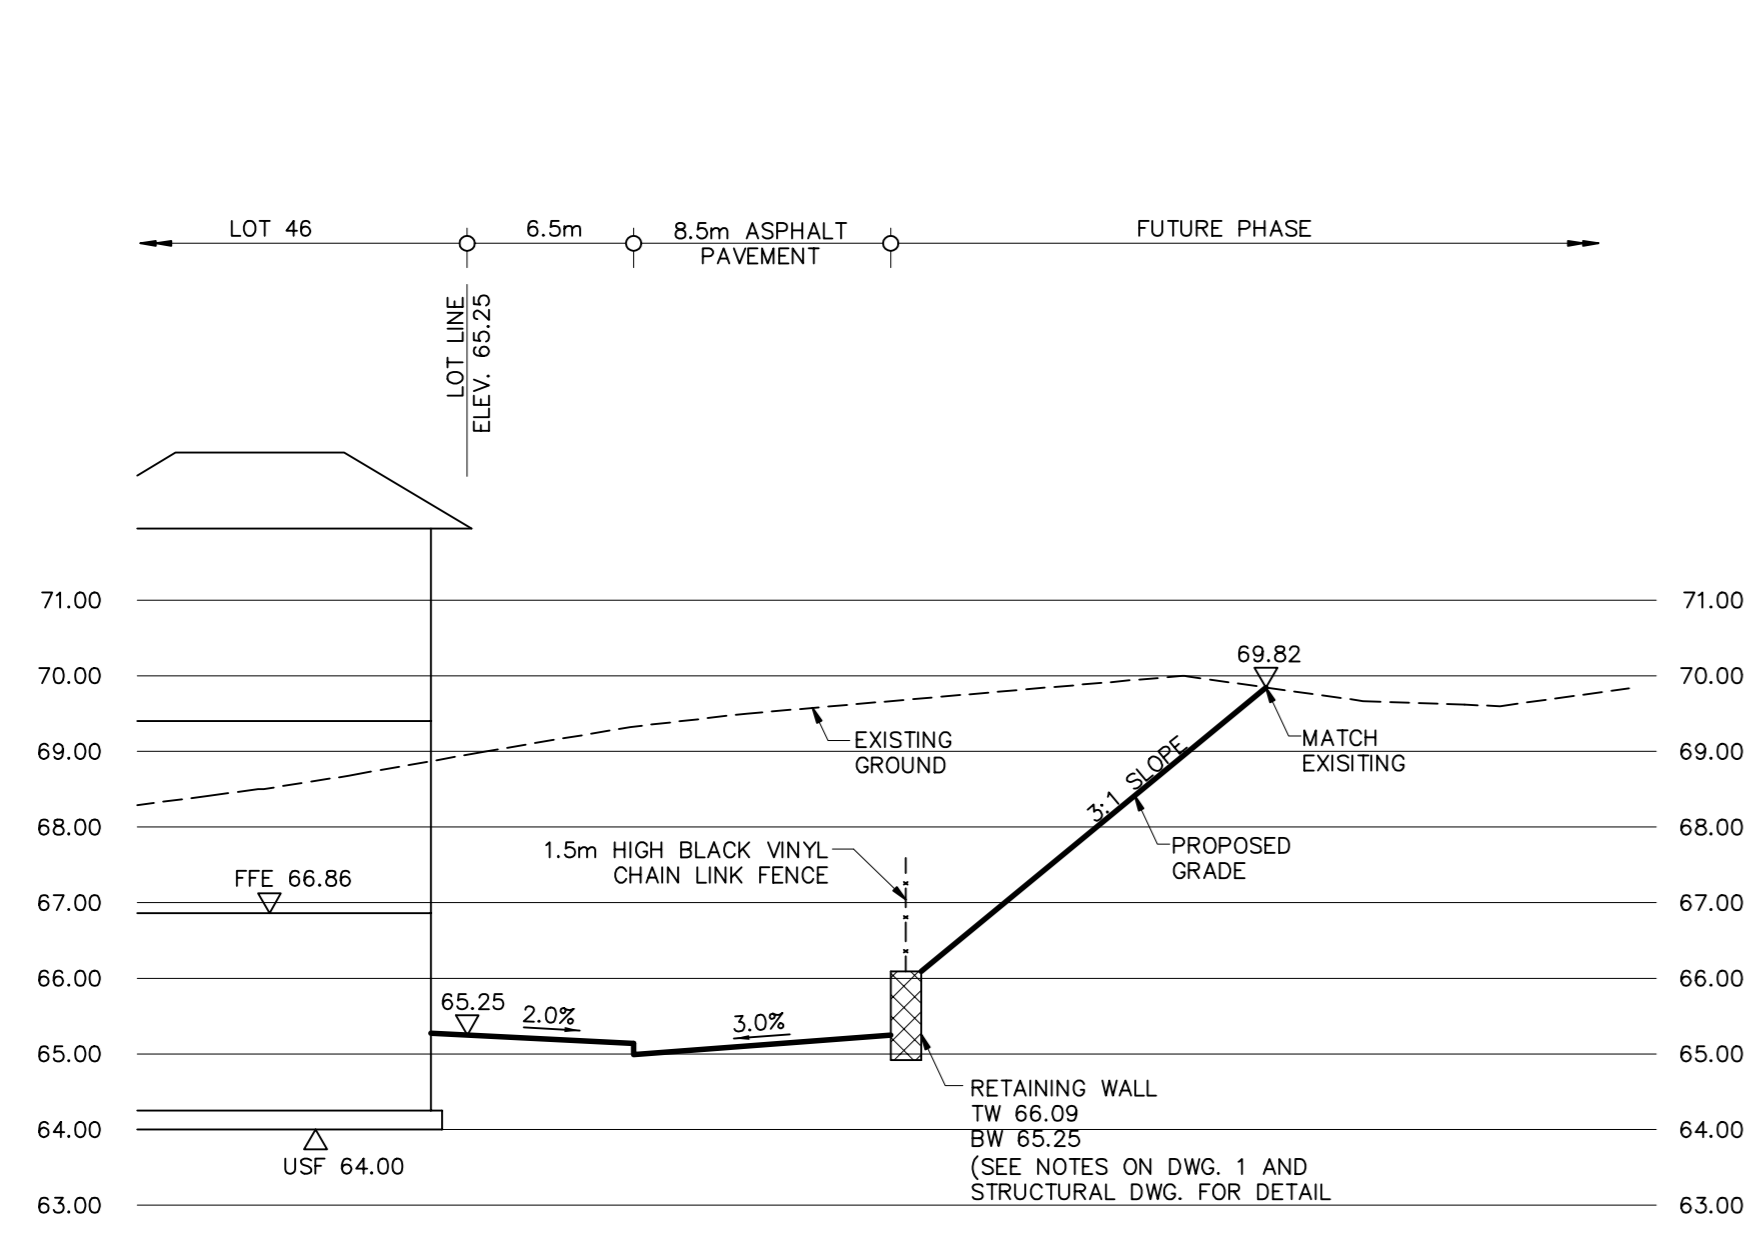 LOT 46
6.5m
8.5m ASPHALT
PAVEMENT
FUTURE PHASE
LOT LINE
ELEV. 65.25
71.00
71.00
69.82
70.00
70.00
EXISTING
GROUND
MATCH
EXISITING
69.00
69.00
3:1 SLOPE
68.00
68.00
1.5m HIGH BLACK VINYL
CHAIN LINK FENCE
PROPOSED
GRADE
FFE 66.86
67.00
67.00
66.00
66.00
65.25
2.0%
3.0%
65.00
65.00
RETAINING WALL
TW 66.09
BW 65.25
(SEE NOTES ON DWG. 1 AND
STRUCTURAL DWG. FOR DETAIL
64.00
64.00
USF 64.00
63.00
63.00